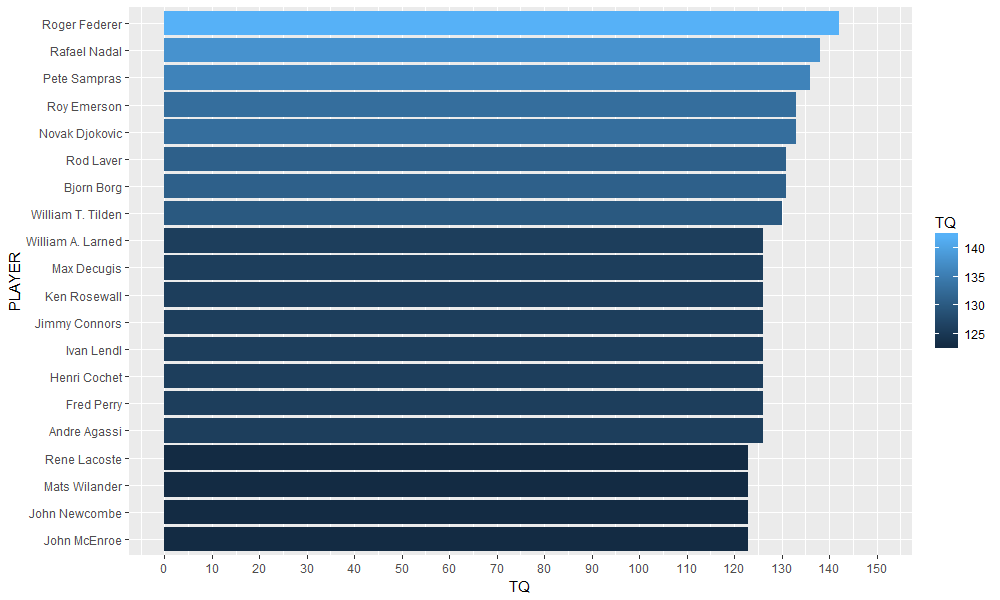 Roger Federer
Rafael Nadal
Pete Sampras
Roy Emerson
Novak Djokovic
Rod Laver
Bjorn Borg
William T. Tilden
William A. Larned
Max Decugis
Ken Rosewall
Jimmy Connors
Ivan Lendl
Henri Cochet
Fred Perry
Andre Agassi
Rene Lacoste
Mats Wilander
John Newcombe
John McEnroe
PLAYER
0 10 20 30 40 50 60 70 80 90 100 110 120 130 140 150
TQ
TQ
140
130
125